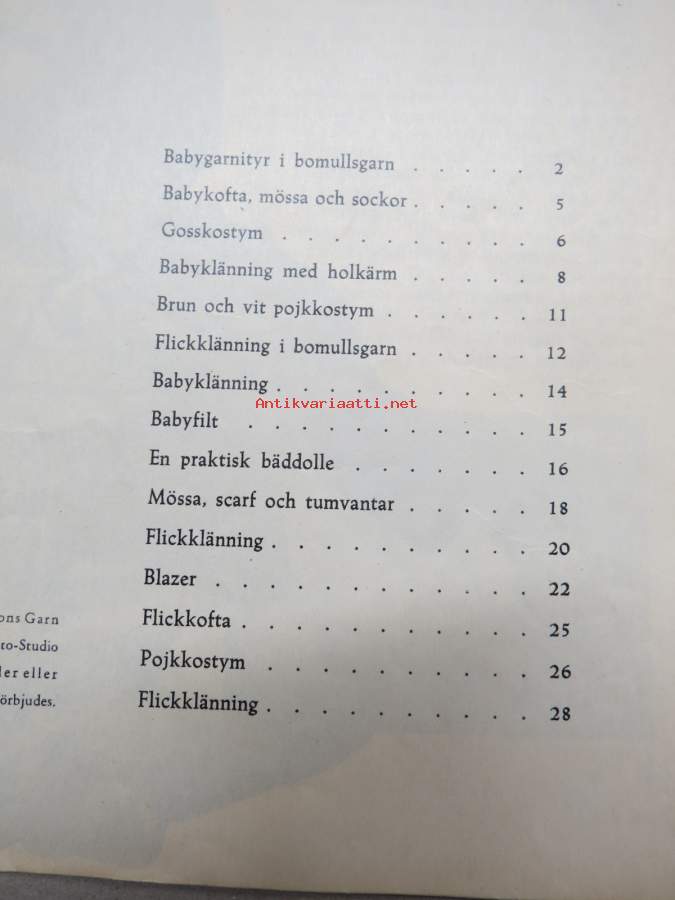 Babygarnityr i bomullsgarn . . . . . 2
Babykofta, mössa och sockor . . . . . 5
Gosskostym . . . . . . . . . . 6
Babyklänning med holkärm . . . . . 8
Brun och vit pojkkostym . . . . . . 11
Flickklänning i bomullsgarn . . . . . 12
Babyklänning . . . . . . . . . . 14
Antikvariaatti.net
Babyfilt . . . . . . . . . . . 15
En praktisk bäddolle . . . . . . . 16
Mössa, scarf och tumvantar . . . . . 18
Flickklänning . . . . . . . . . . 20
Blazer . . . . . . . . . . . . 22
Flickkofta . . . . . . . . . . . 25
Pojkkostym . . . . . . . . . . 26
Flickklänning . . . . . . . . . . 28
ons Garn
to-Studio
ler eller
örbjudes.